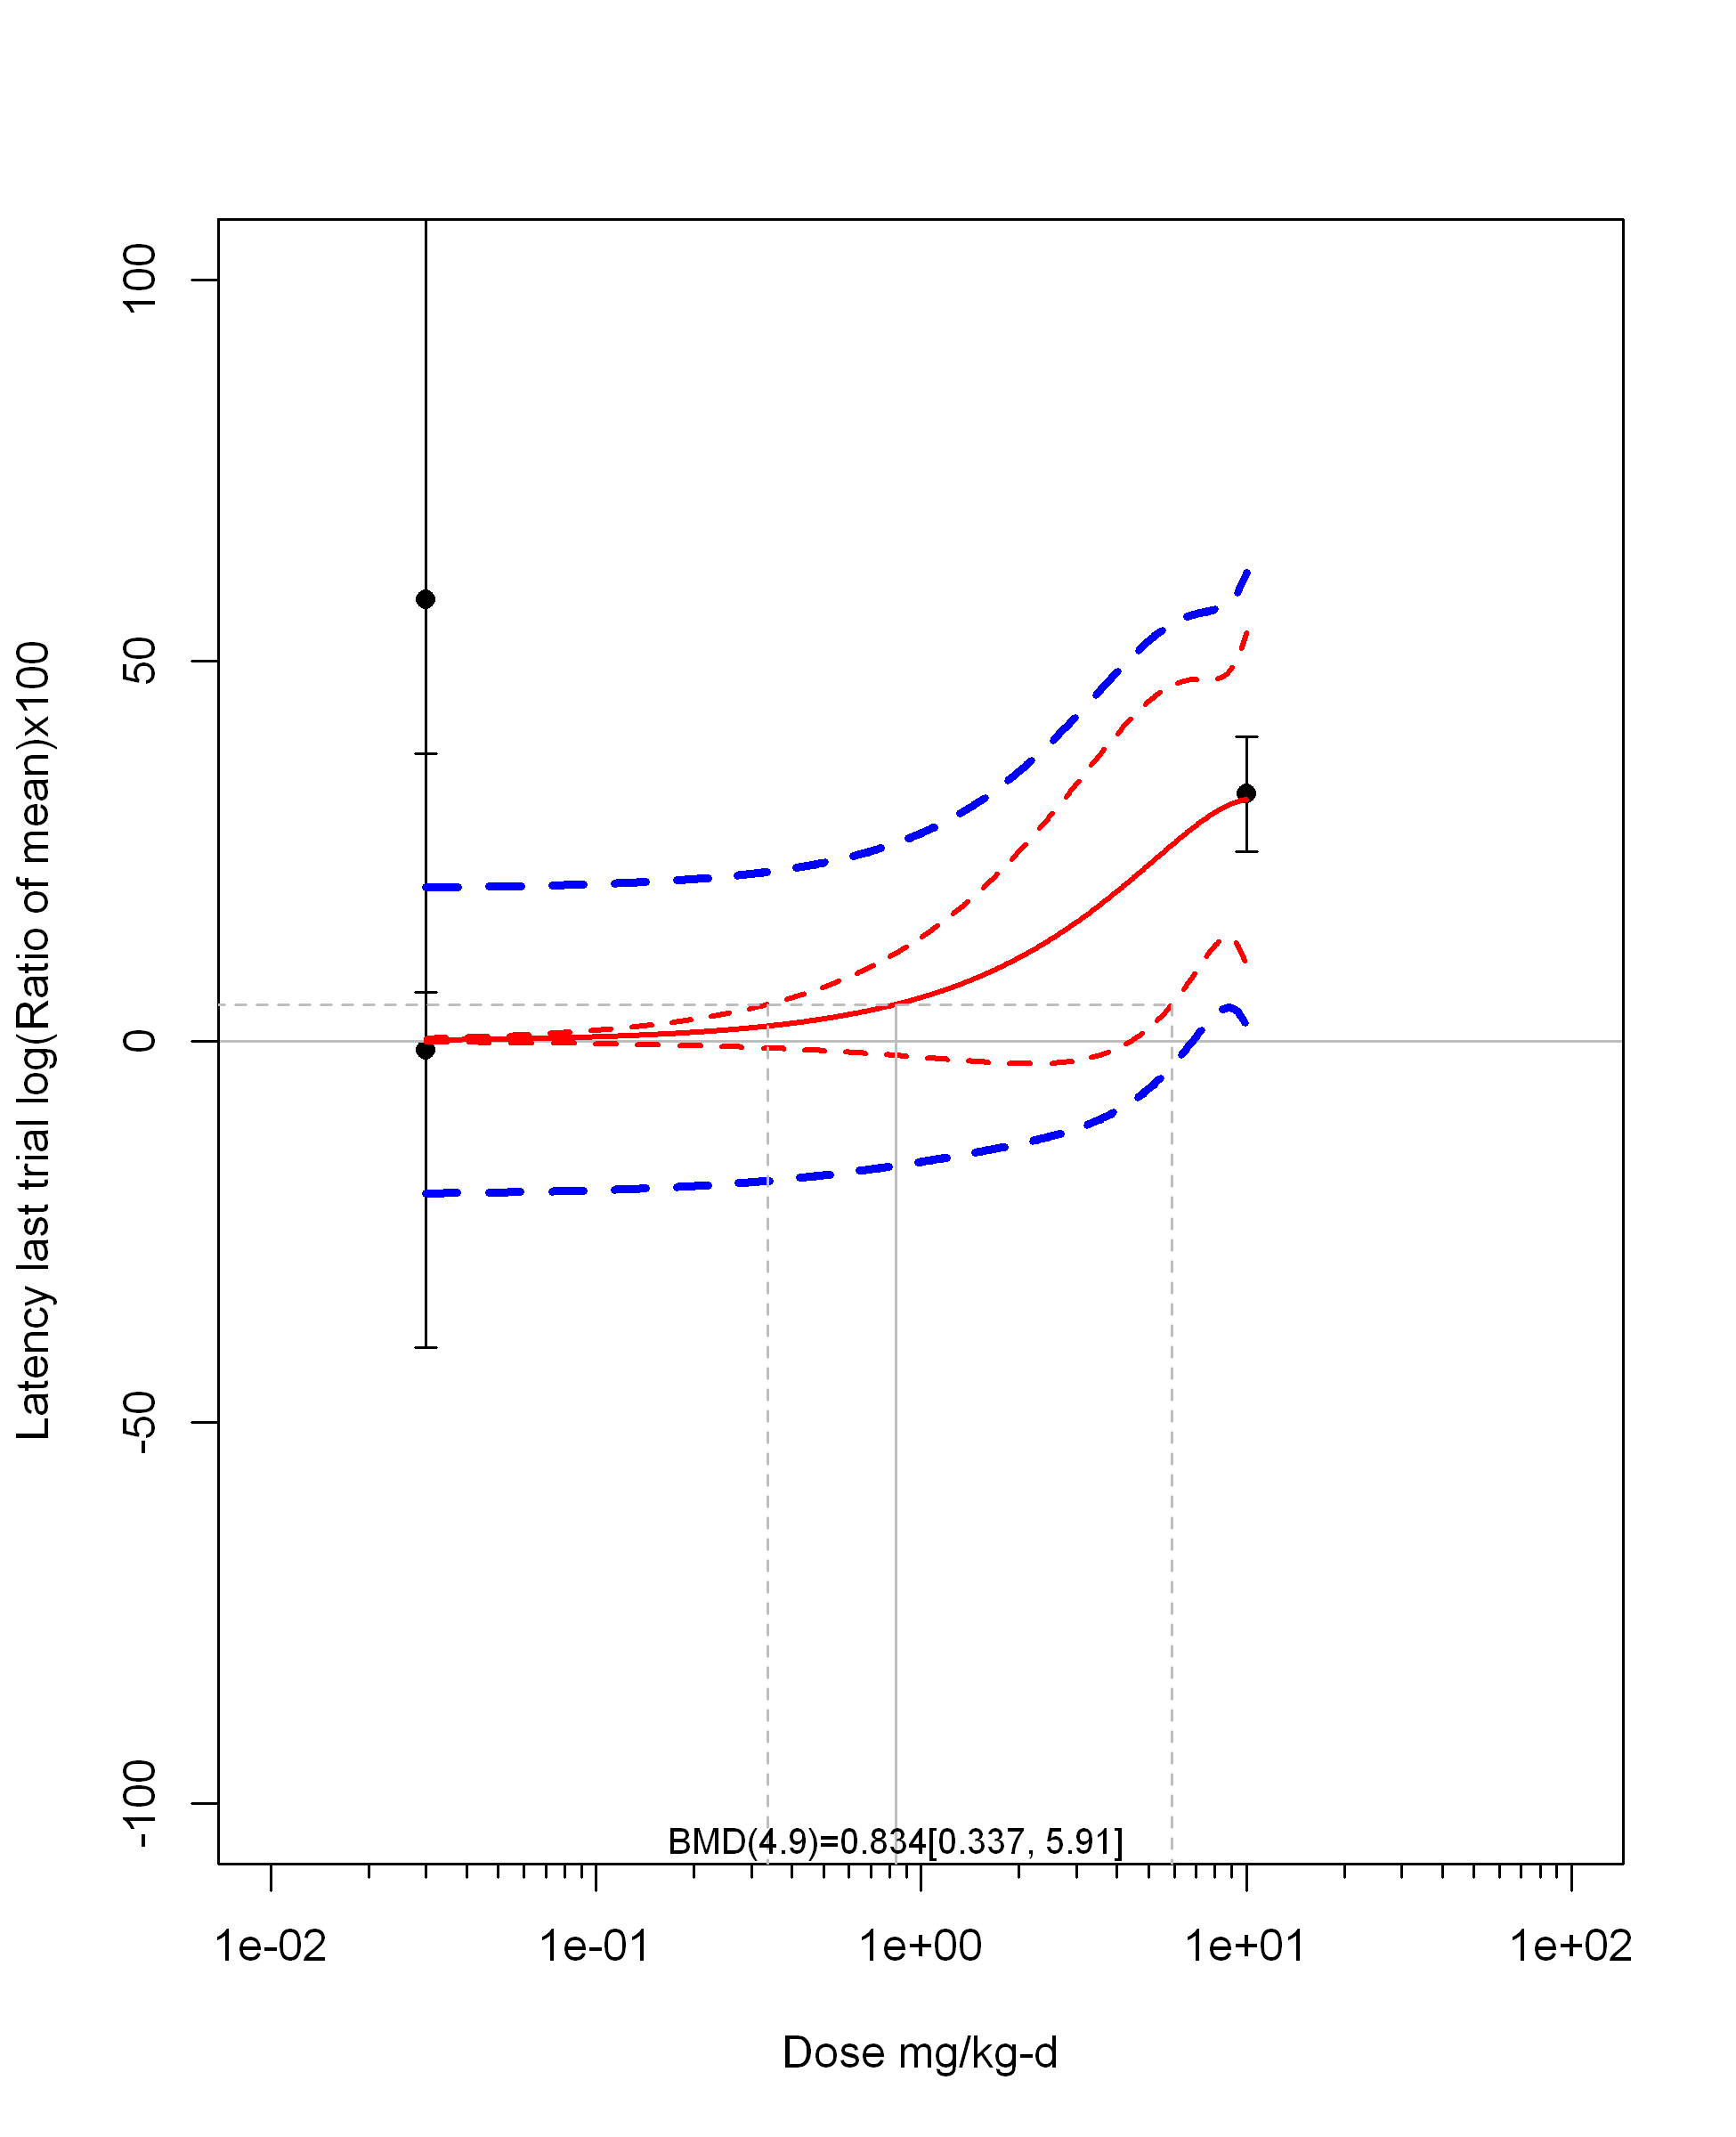 Latency last trial log(Ratio of mean)x100
100
50
0
-50
-100
BMD(4.9)=0.834[0.337, 5.91]
1e-02 1e-01 1e+00 1e+01 1e+02
Dose mg/kg-d